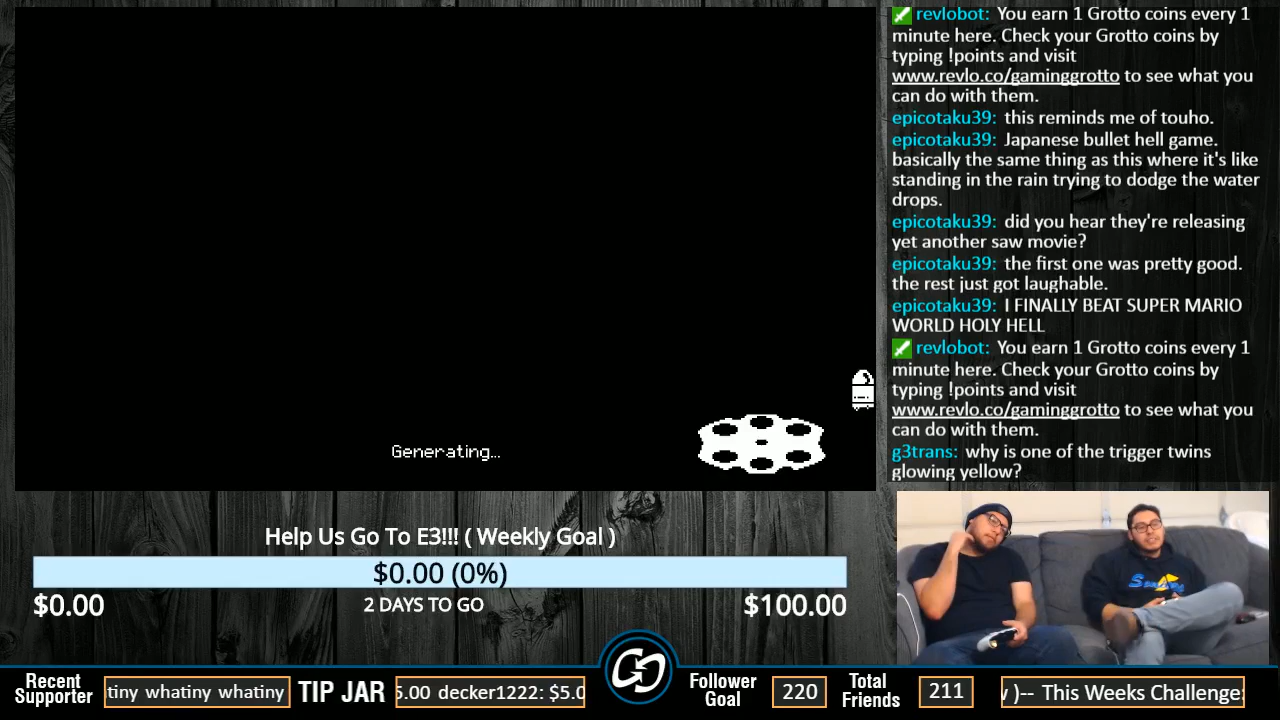 revlobot: You earn 1 Grotto coins every 1
minute here. Check your Grotto coins by
typing !points and visit
www.revlo.co/gaminggrotto to see what you
can do with them.
epicotaku39: this reminds me of touho.
epicotaku39: Japanese bullet hell game.
basically the same thing as this where it's like
standing in the rain trying to dodge the water
drops.
epicotaku39: did you hear they're releasing
yet another saw movie?
epicotaku39: the first one was pretty good.
the rest just got laughable.
epicotaku39: I FINALLY BEAT SUPER MARIO
WORLD HOLY HELL
revlobot: You earn 1 Grotto coins every 1
minute here. Check your Grotto coins by
typing !points and visit
www.revlo.co/gaminggrotto to see what you
can do with them.
g3trans: why is one of the trigger twins
glowing yellow?
Generating...
Help Us Go To E3!!! ( Weekly Goal )
$0.00 (0%)
$0.00
2 DAYS TO GO
$100.00
Recent
Supporter
tiny whatiny whatiny
TIP JAR
5.00 decker1222: $5.0
Follower
Goal
220
Total
Friends
211
)-- This Weeks Challenge: